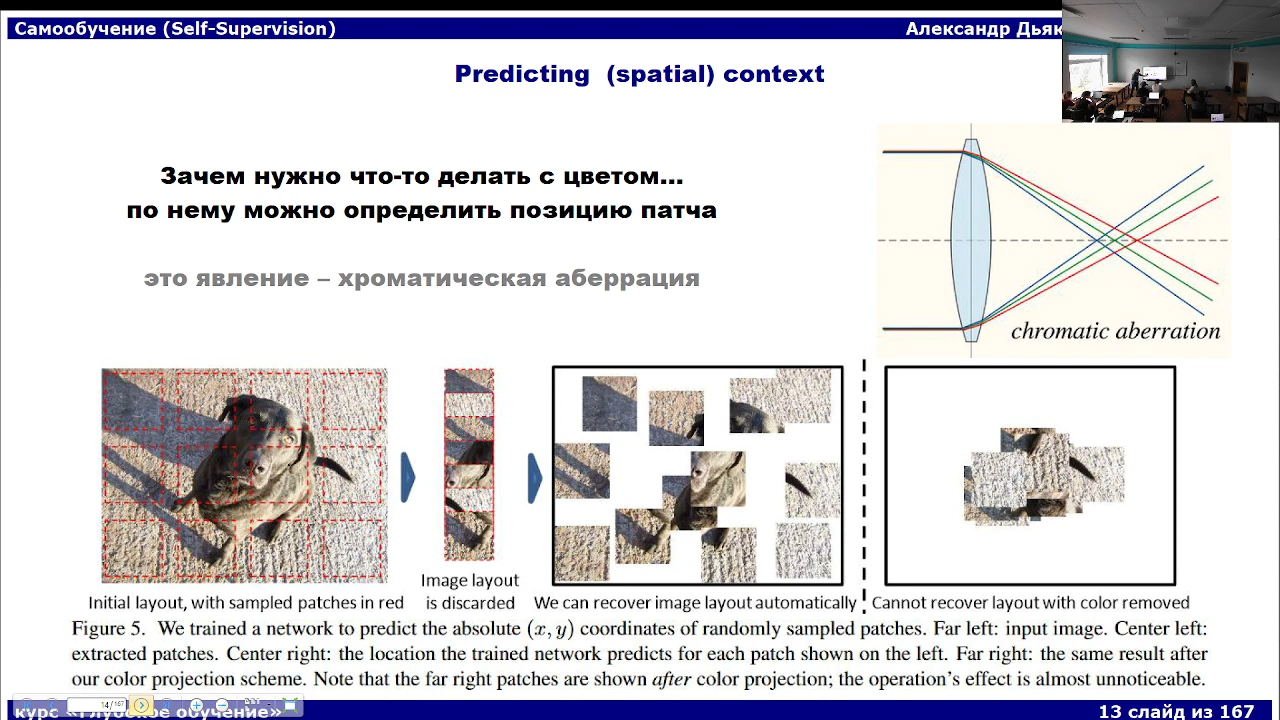 Самообучение (Self-Supervision)
Александр Дьяк
Predicting (spatial) context
Зачем нужно что-то делать с цветом...
по нему можно определить позицию патча
это явление – хроматическая аберрация
chromatic aberration
Initial layout, with sampled patches in red
Image layout
is discarded
We can recover image layout automatically
Cannot recover layout with color removed
Figure 5. We trained a network to predict the absolute (x, y) coordinates of randomly sampled patches. Far left: input image. Center left:
extracted patches. Center right: the location the trained network predicts for each patch shown on the left. Far right: the same result after
our color projection scheme. Note that the far right patches are shown after color projection; the operation's effect is almost unnoticeable.
14/167
курс «Глубокое обучение»
13 слайд из 167